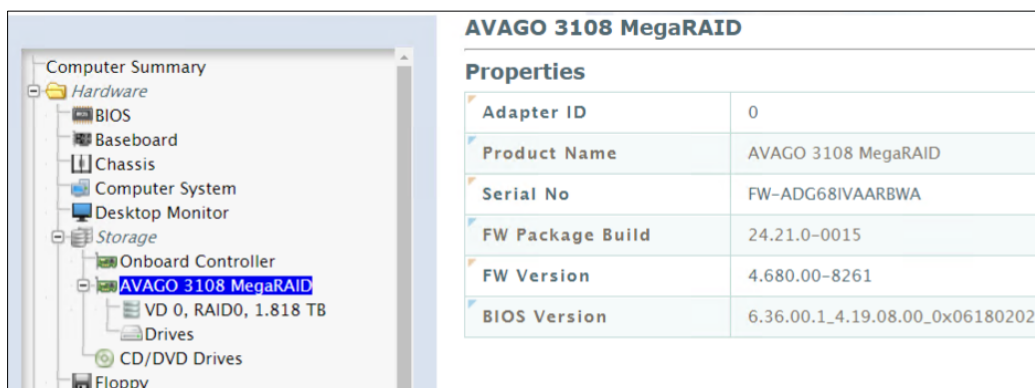 AVAGO 3108 MegaRAID
Computer Summary
Hardware
BIOS
Baseboard
Chassis
Computer System
Desktop Monitor
Storage
Onboard Controller
AVAGO 3108 MegaRAID
VD 0, RAID0, 1.818 TB
Drives
CD/DVD Drives
Floppy
Properties
Adapter ID 0
Product Name AVAGO 3108 MegaRAID
Serial No FW-ADG68IVAARBWA
FW Package Build 24.21.0-0015
FW Version 4.680.00-8261
BIOS Version 6.36.00.1_4.19.08.00_0x06180202